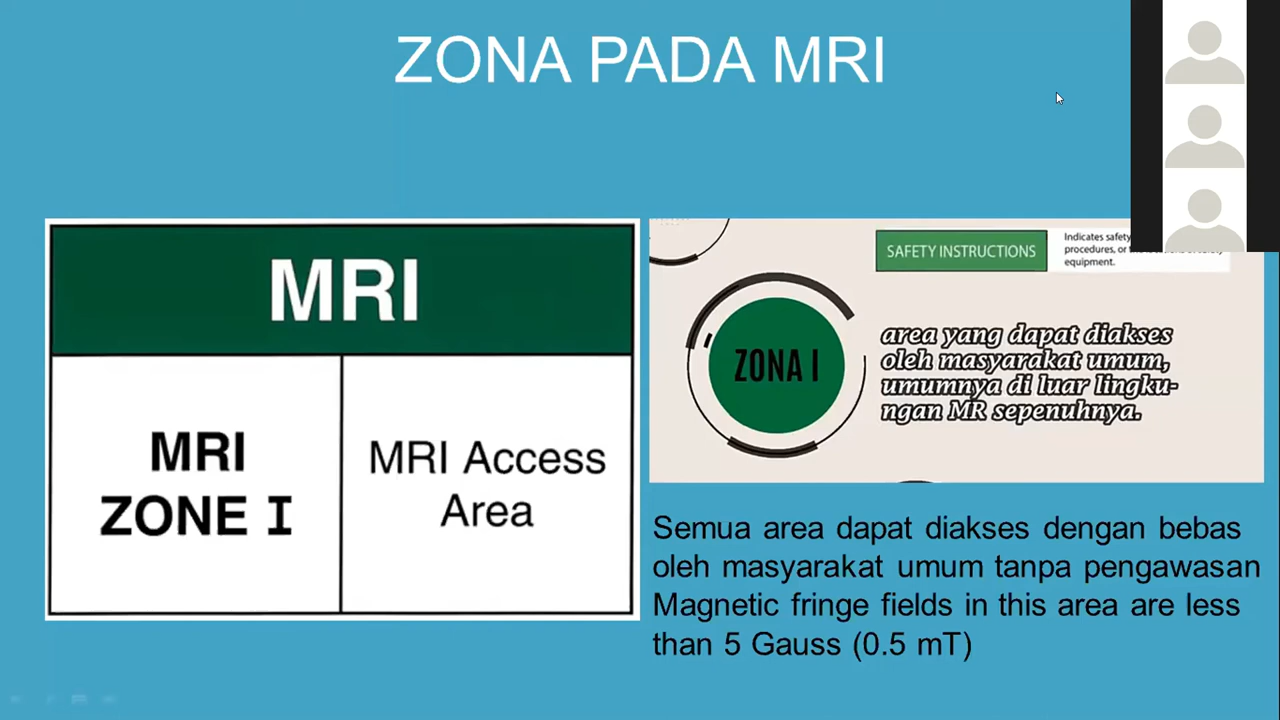 ZONA PADA MRI
MRI
MRI
ZONE I
MRI Access
Area
SAFETY INSTRUCTIONS
Indicates safety
procedures, or
equipment.
ZONA I
area yang dapat diakses
oleh masyarakat umum,
umumnya di luar lingku-
ngan MR sepenuhnya.
Semua area dapat diakses dengan bebas
oleh masyarakat umum tanpa pengawasan
Magnetic fringe fields in this area are less
than 5 Gauss (0.5 mT)